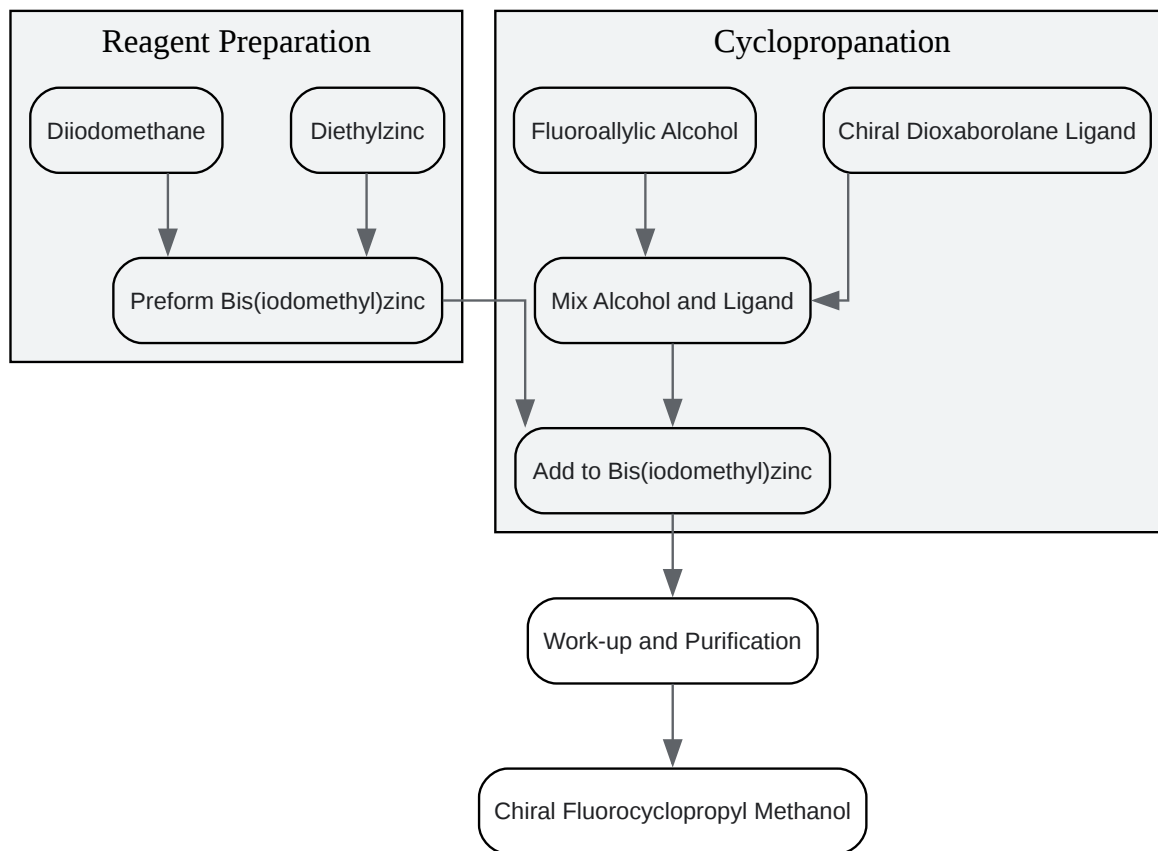 Reagent Preparation
Cyclopropanation
Diiodomethane
Diethylzinc
Fluoroallylic Alcohol
Chiral Dioxaborolane Ligand
Preform Bis(iodomethyl)zinc
Mix Alcohol and Ligand
Add to Bis(iodomethyl)zinc
Work-up and Purification
Chiral Fluorocyclopropyl Methanol